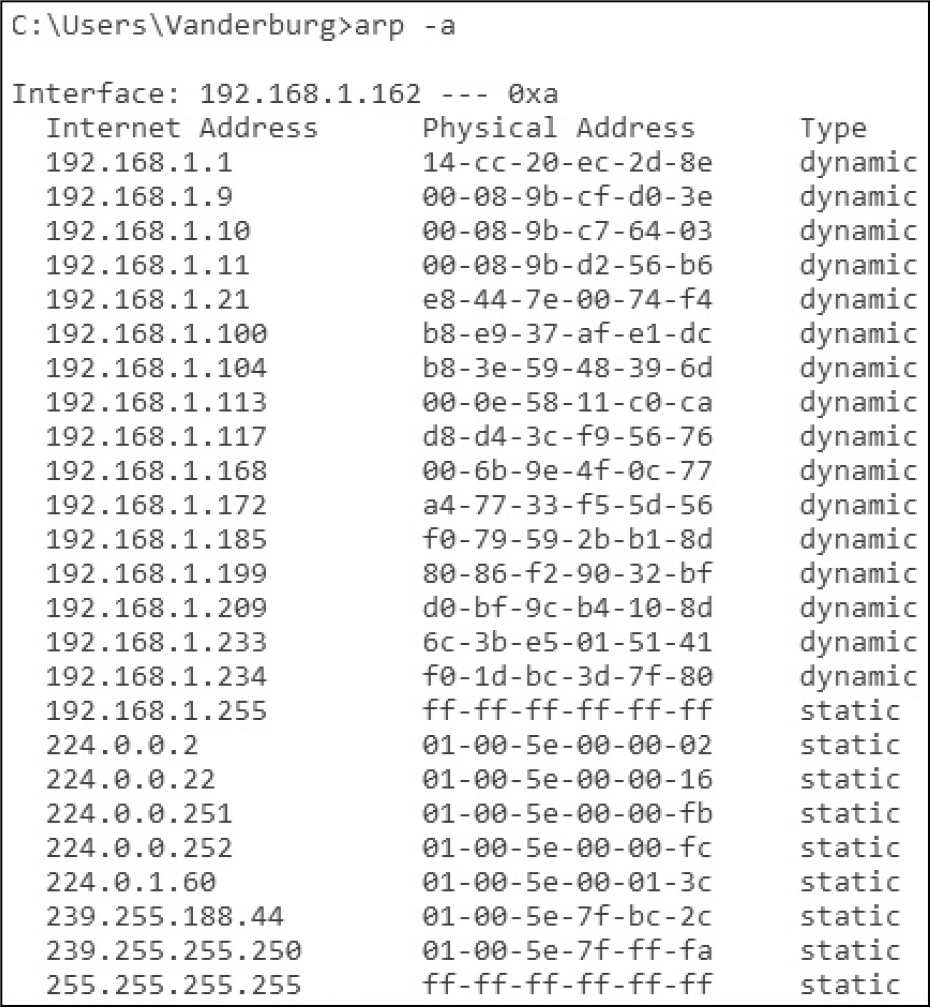 C:\Users\Vanderburg>arp -a
Interface: 192.168.1.162 --- 0xa
Internet Address Physical Address Type
192.168.1.1 14-cc-20-ec-2d-8e dynamic
192.168.1.9 00-08-9b-cf-d0-3e dynamic
192.168.1.10 00-08-9b-c7-64-03 dynamic
192.168.1.11 00-08-9b-d2-56-b6 dynamic
192.168.1.21 e8-44-7e-00-74-f4 dynamic
192.168.1.100 b8-e9-37-af-e1-dc dynamic
192.168.1.104 b8-3e-59-48-39-6d dynamic
192.168.1.113 00-0e-58-11-c0-ca dynamic
192.168.1.117 d8-d4-3c-f9-56-76 dynamic
192.168.1.168 00-6b-9e-4f-0c-77 dynamic
192.168.1.172 a4-77-33-f5-5d-56 dynamic
192.168.1.185 f0-79-59-2b-b1-8d dynamic
192.168.1.199 80-86-f2-90-32-bf dynamic
192.168.1.209 d0-bf-9c-b4-10-8d dynamic
192.168.1.233 6c-3b-e5-01-51-41 dynamic
192.168.1.234 f0-1d-bc-3d-7f-80 dynamic
192.168.1.255 ff-ff-ff-ff-ff-ff static
224.0.0.2 01-00-5e-00-00-02 static
224.0.0.22 01-00-5e-00-00-16 static
224.0.0.251 01-00-5e-00-00-fb static
224.0.0.252 01-00-5e-00-00-fc static
224.0.1.60 01-00-5e-00-01-3c static
239.255.188.44 01-00-5e-7f-bc-2c static
239.255.255.250 01-00-5e-7f-ff-fa static
255.255.255.255 ff-ff-ff-ff-ff-ff static